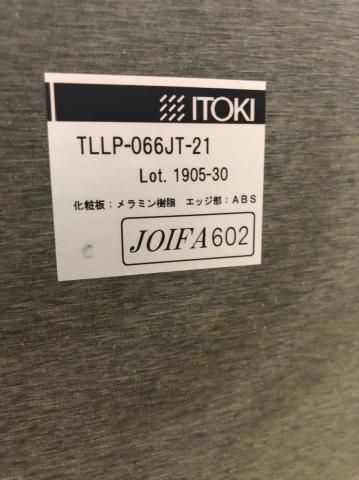 ITOKI
TLLP-066JT-21
Lot. 1905-30
化粧板：メラミン樹脂 エッジ部：ABS
JOIFA602